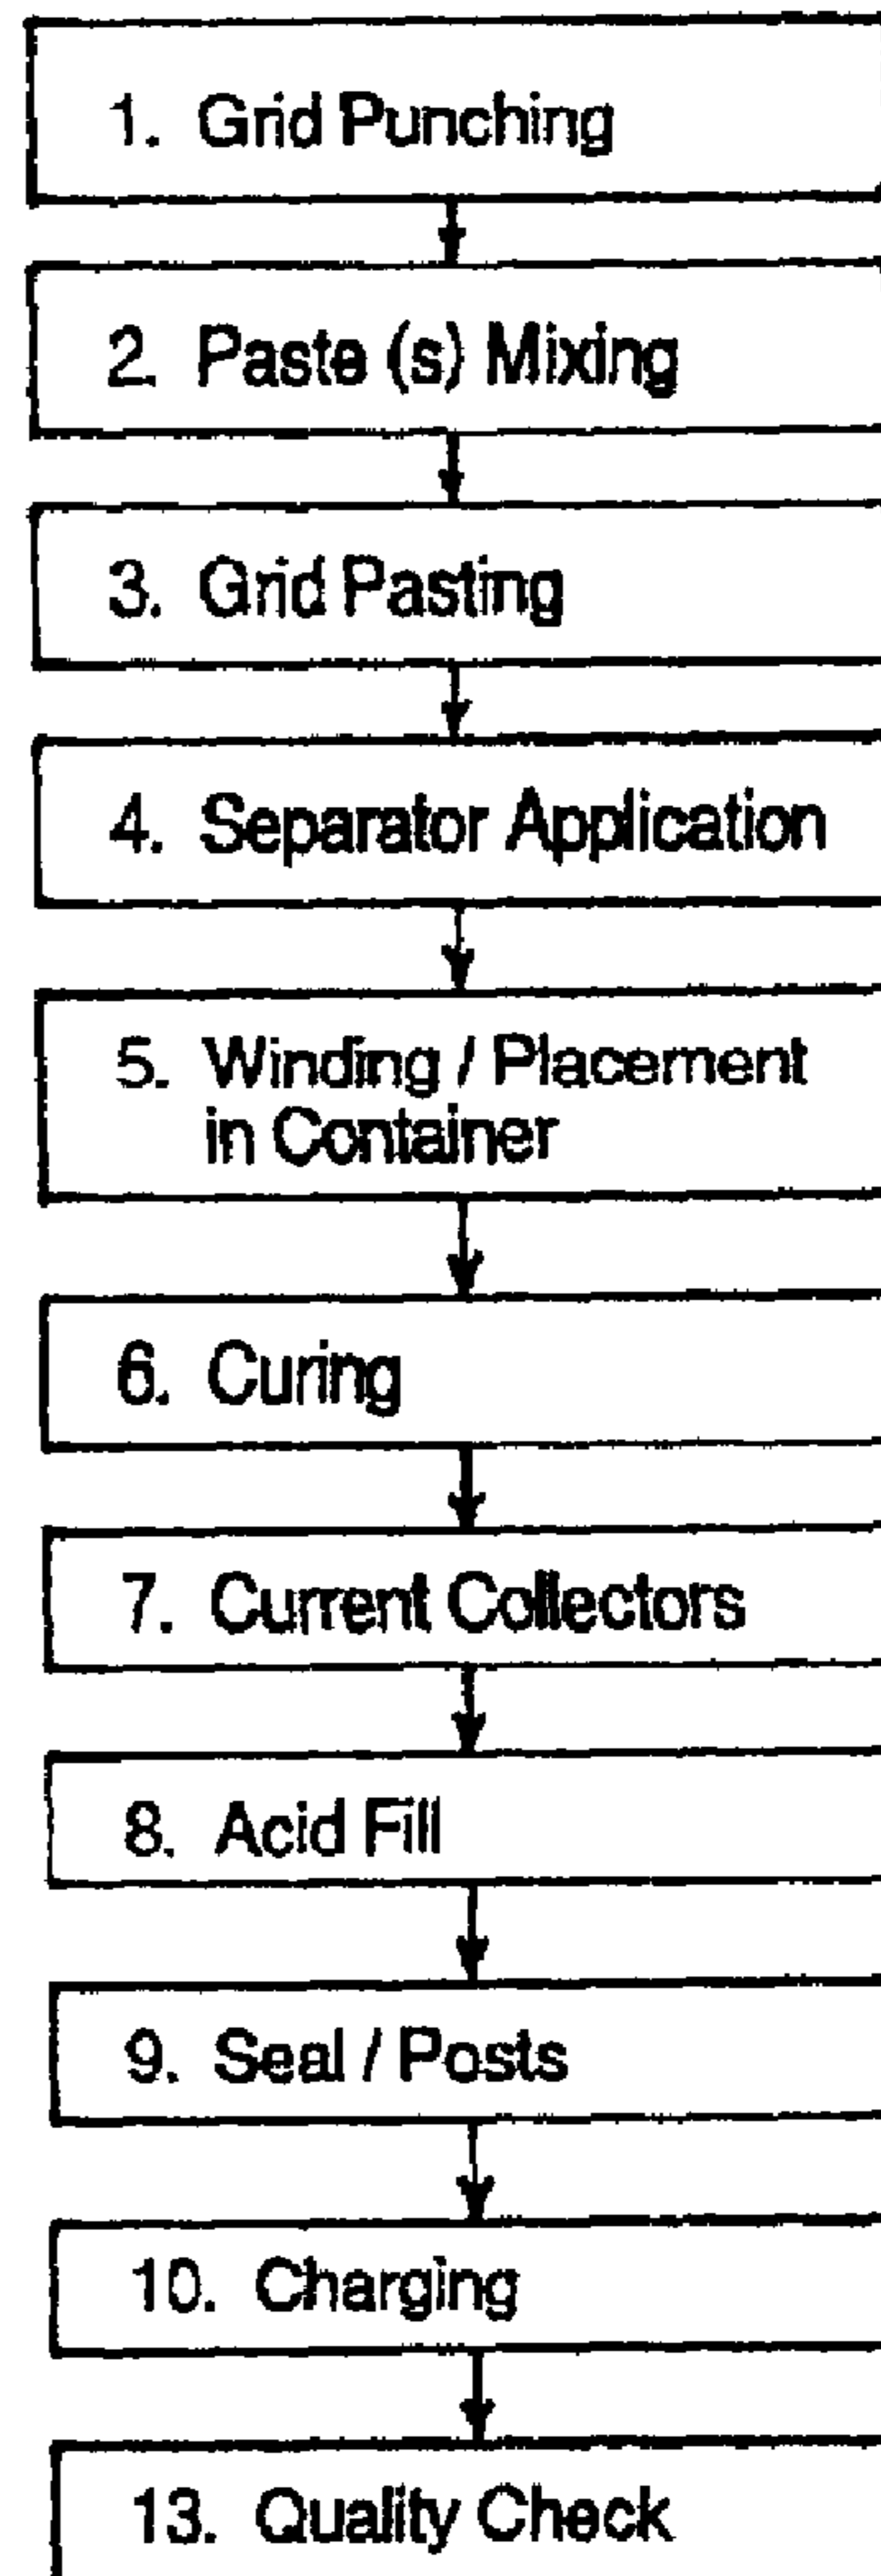 1. Grid Punching
2. Paste (s) Mixing
3. Grid Pasting
4. Separator Application
5. Winding / Placement
in Container
6. Curing
7. Current Collectors
8. Acid Fill
9. Seal / Posts
10. Charging
13. Quality Check